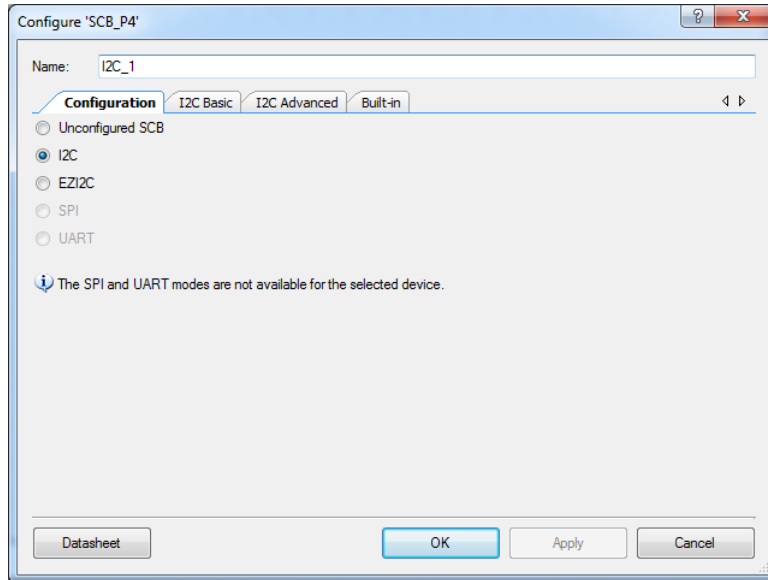 Configure 'SCB_P4'
Name: I2C_1
Configuration I2C Basic I2C Advanced Built-in
Unconfigured SCB
I2C
EZI2C
SPI
UART
The SPI and UART modes are not available for the selected device.
Datasheet OK Apply Cancel